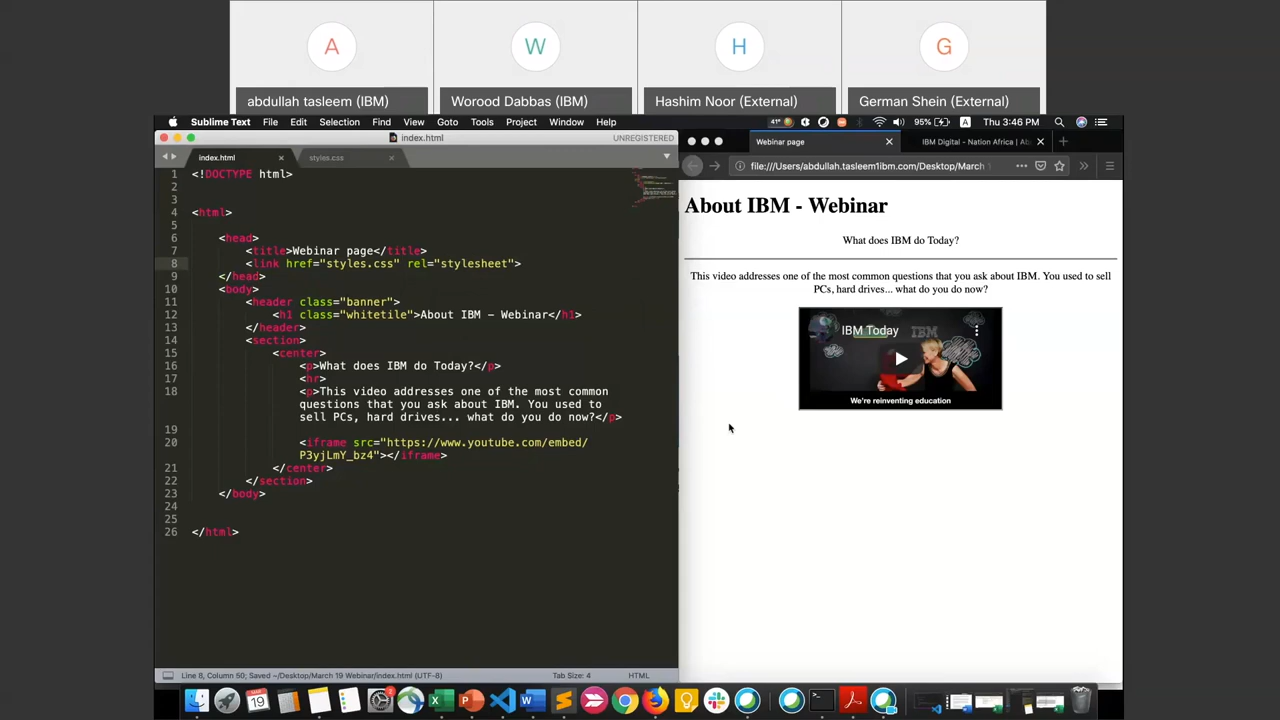 A
W
H
G
abdullah tasleem (IBM)
Worood Dabbas (IBM)
Hashim Noor (External)
German Shein (External)
Sublime Text File Edit Selection Find View Goto Tools Project Window Help
41° 95% A Thu 3:46 PM
index.html
UNREGISTERED
index.html
styles.css
1 <!DOCTYPE html>
2
3
4 <html>
5
6 <head>
7 <title>Webinar page</title>
8 <link href="styles.css" rel="stylesheet">
9 </head>
10 <body>
11 <header class="banner">
12 <h1 class="whitetile">About IBM - Webinar</h1>
13 </header>
14 <section>
15 <center>
16 <p>What does IBM do Today?</p>
17 <hr>
18 <p>This video addresses one of the most common
questions that you ask about IBM. You used to
sell PCs, hard drives... what do you do now?</p>
19
20 <iframe src="https://www.youtube.com/embed/
P3yjLmY_bz4"></iframe>
21 </center>
22 </section>
23 </body>
24
25
26 </html>
Line 8, Column 50; Saved ~/Desktop/March 19 Webinar/index.html (UTF-8)
Tab Size: 4
HTML
Webinar page
IBM Digital - Nation Africa | Ab
file:///Users/abdullah.tasleem1ibm.com/Desktop/March
About IBM - Webinar
What does IBM do Today?
This video addresses one of the most common questions that you ask about IBM. You used to sell
PCs, hard drives... what do you do now?
IBM Today
IBM
We're reinventing education
MAR
19